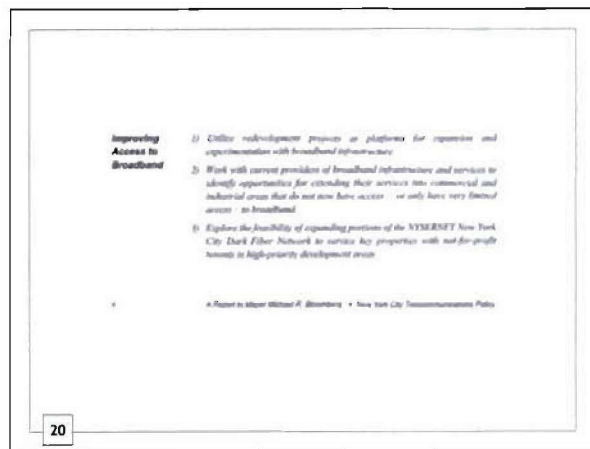 Improving
Access to
Broadband
1) Utilize redevelopment projects as platforms for expansion and
experimentation with broadband infrastructure.
2) Work with current providers of broadband infrastructure and services to
identify opportunities for extending their services into commercial and
industrial areas that do not now have access – or only have very limited
access – to broadband.
3) Explore the feasibility of expanding portions of the NYSERNET New York
City Dark Fiber Network to service key properties with not-for-profit
tenants in high-priority development areas
A Report to Mayor Michael R. Bloomberg • New York City Telecommunications Policy
20